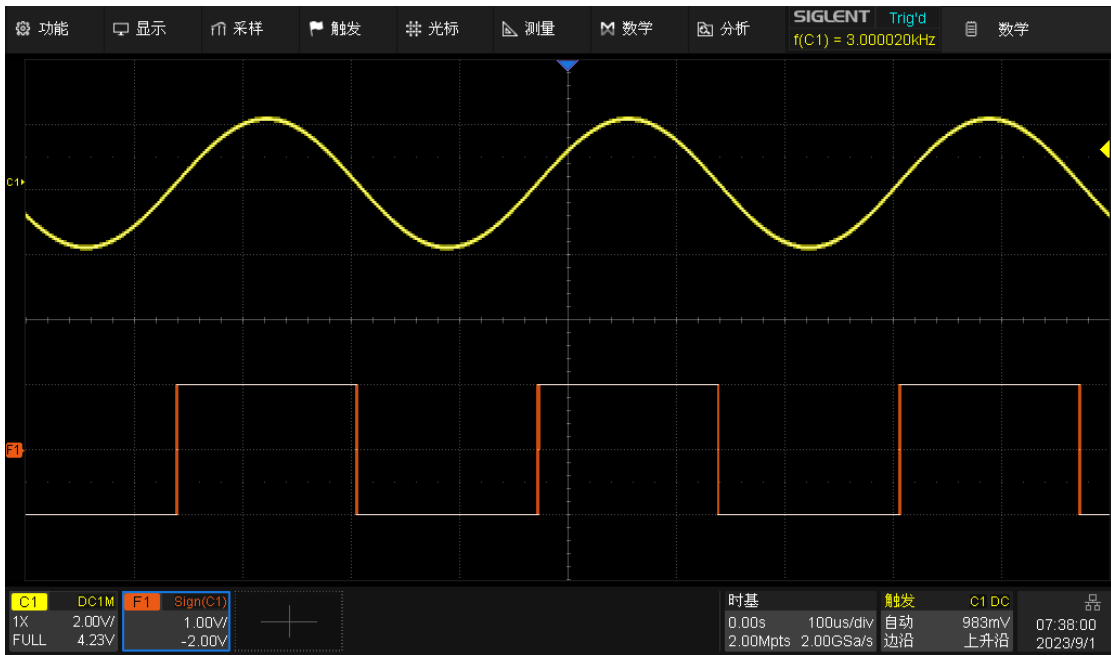 功能 显示 采样 触发 光标 测量 数学 分析 SIGLENT Trig'd 数学
f(C1) = 3.000020kHz
C1
F1
C1 DC1M F1 Sign(C1) 时基 触发 C1 DC
1X 2.00V/ 1.00V/ 0.00s 100us/div 自动 983mV 07:38:00
FULL 4.23V -2.00V 2.00Mpts 2.00GSa/s 边沿 上升沿 2023/9/1